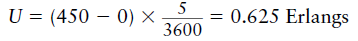 U = (450 − 0) × 5/3600 = 0.625 Erlangs